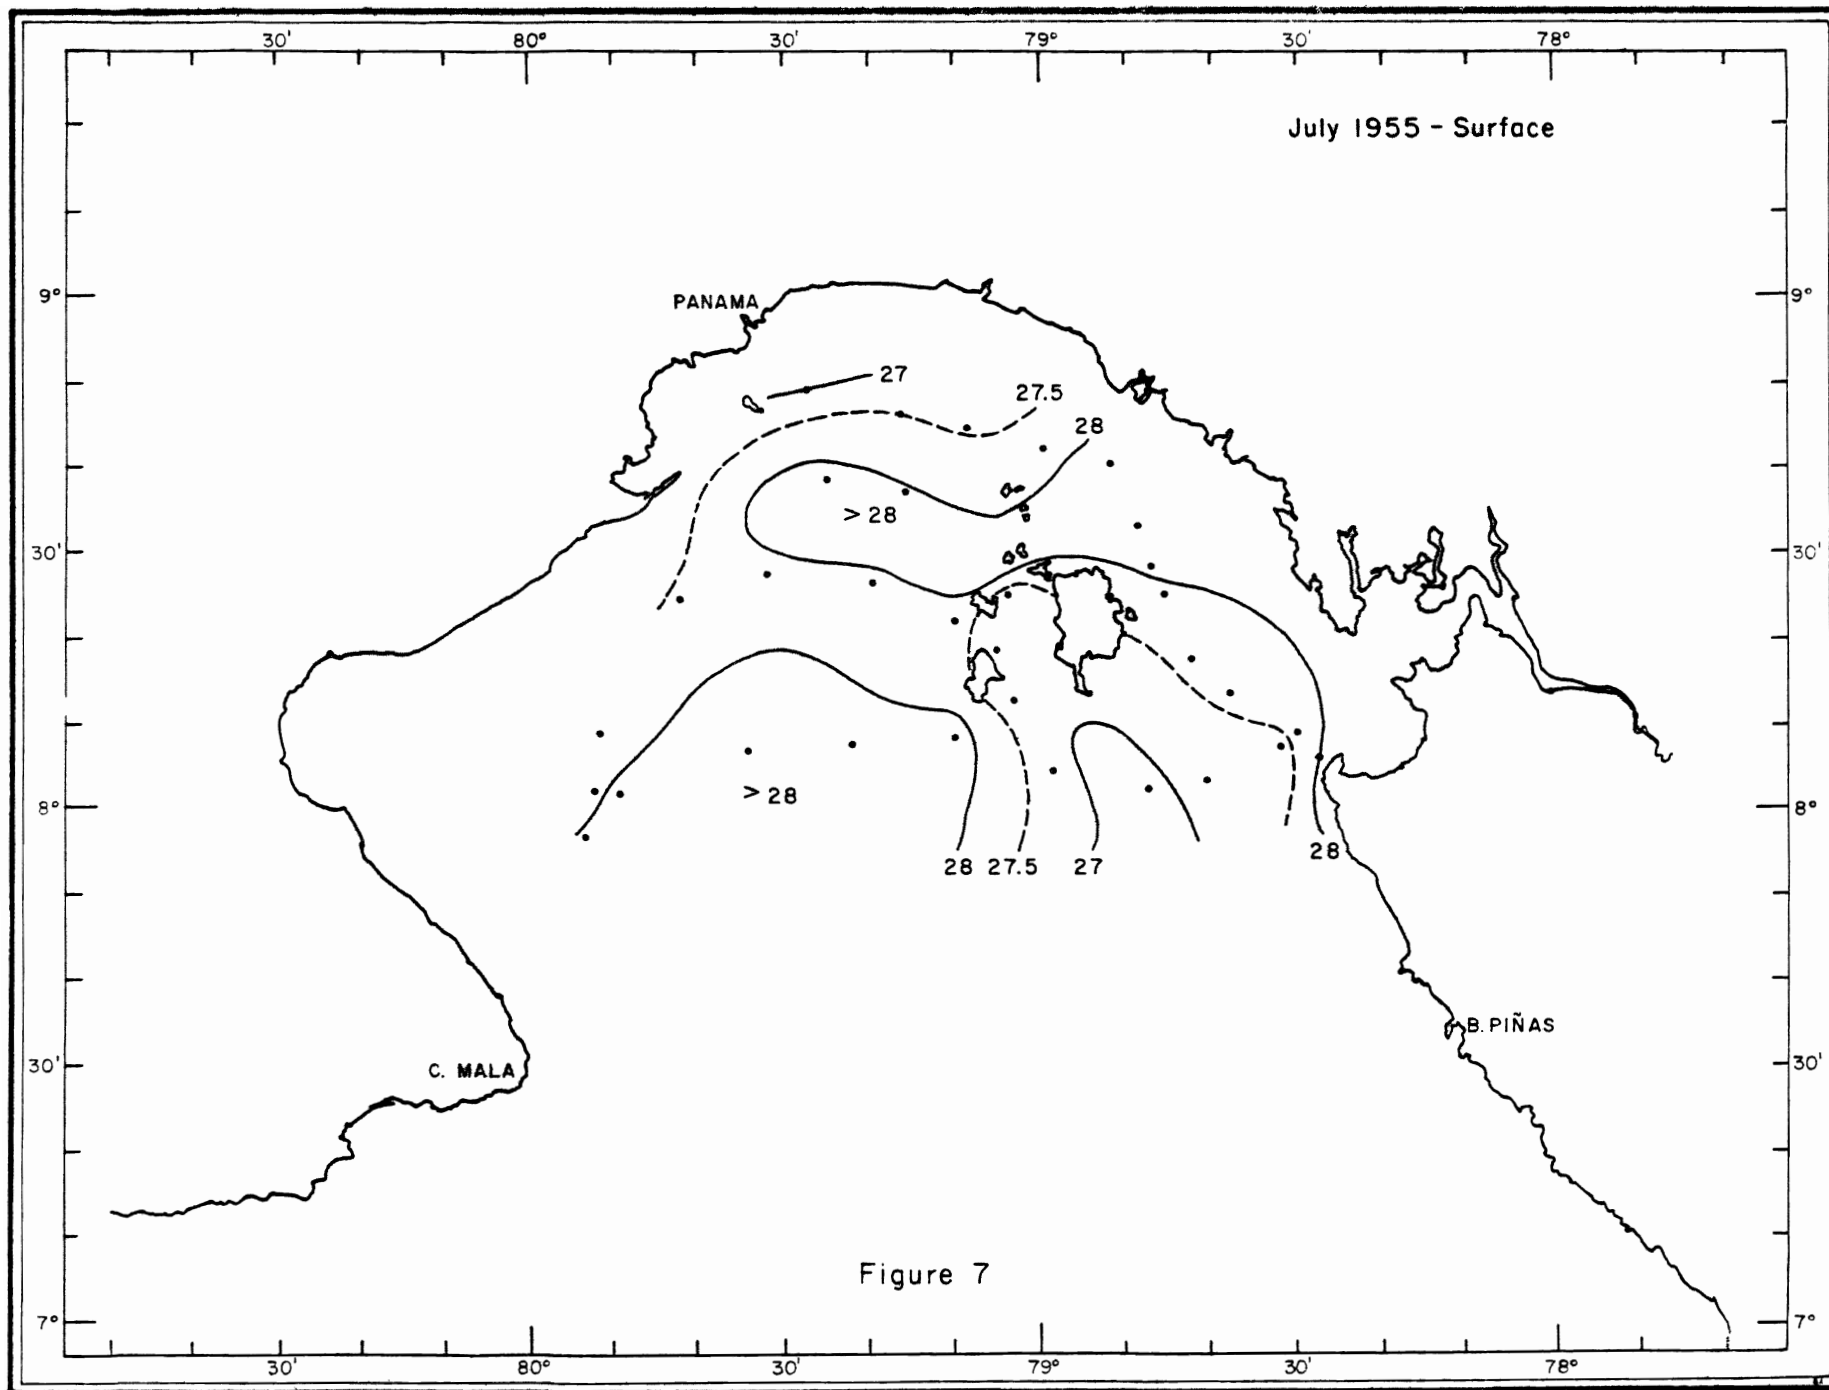 30' 80° 30' 79° 30' 78°
July 1955 - Surface
9° 9°
PANAMA
27
27.5
28
> 28
30' 30'
> 28
8° 8°
28 27.5 27 28
B. PIÑAS
30' 30'
C. MALA
Figure 7
7° 7°
30' 80° 30' 79° 30' 78°